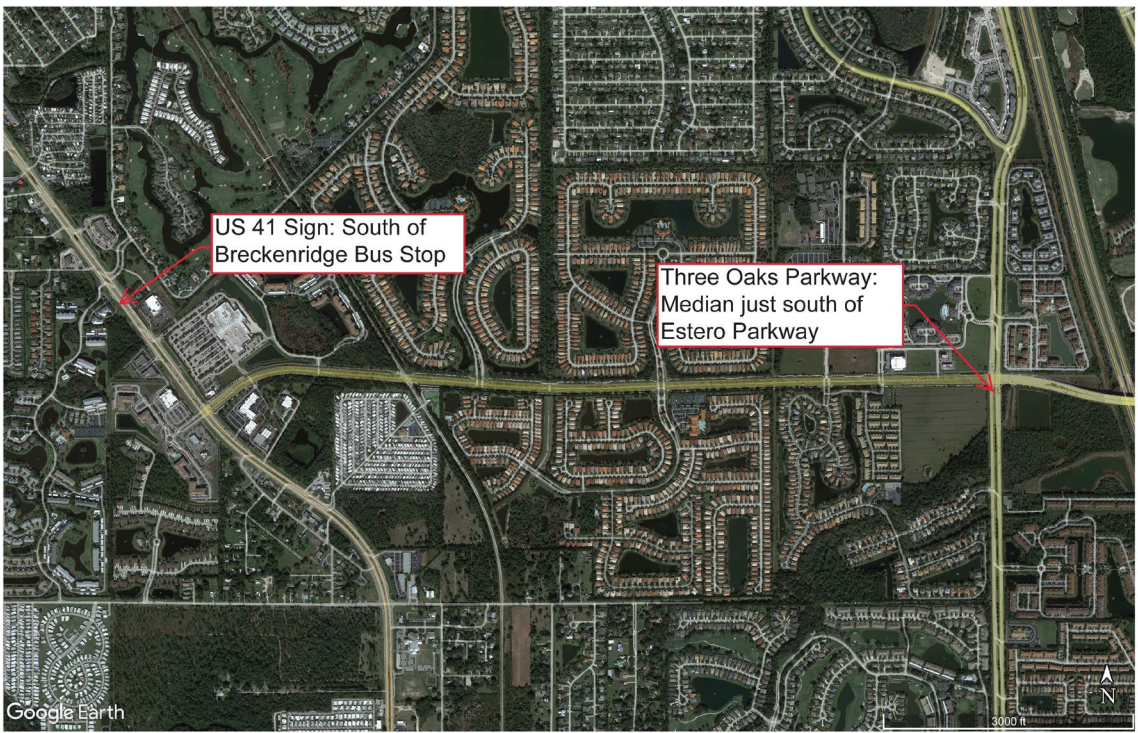 US 41 Sign: South of
Breckenridge Bus Stop
Three Oaks Parkway:
Median just south of
Estero Parkway
N
Google Earth
3000 ft